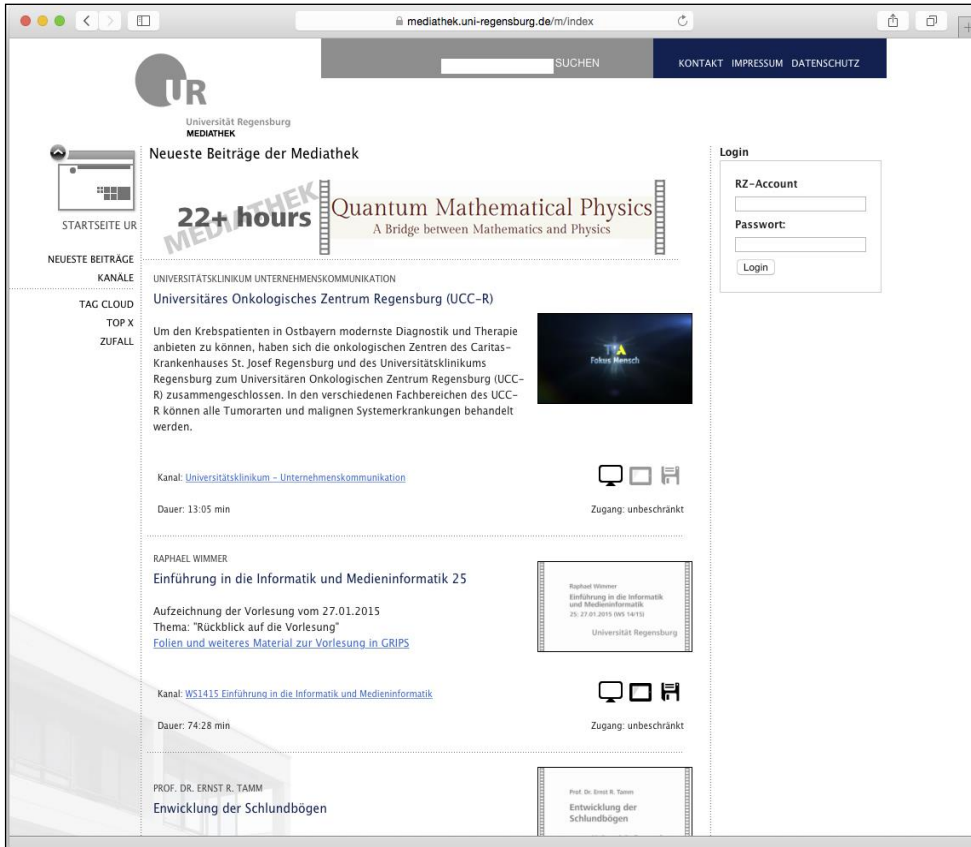 mediathek.uni-regensburg.de/m/index
SUCHEN
KONTAKT IMPRESSUM DATENSCHUTZ
UR
Universität Regensburg
MEDIATHEK
STARTSEITE UR
NEUESTE BEITRÄGE
KANÄLE
TAG CLOUD
TOP X
ZUFALL
Neueste Beiträge der Mediathek
MEDIATHEK
22+ hours
Quantum Mathematical Physics
A Bridge between Mathematics and Physics
UNIVERSITÄTSKLINIKUM UNTERNEHMENSKOMMUNIKATION
Universitäres Onkologisches Zentrum Regensburg (UCC-R)
Um den Krebspatienten in Ostbayern modernste Diagnostik und Therapie
anbieten zu können, haben sich die onkologischen Zentren des Caritas-
Krankenhauses St. Josef Regensburg und des Universitätsklinikums
Regensburg zum Universitären Onkologischen Zentrum Regensburg (UCC-
R) zusammengeschlossen. In den verschiedenen Fachbereichen des UCC-
R können alle Tumorarten und malignen Systemerkrankungen behandelt
werden.
Fokus Mensch
Kanal: Universitätsklinikum - Unternehmenskommunikation
Dauer: 13:05 min
Zugang: unbeschränkt
RAPHAEL WIMMER
Einführung in die Informatik und Medieninformatik 25
Aufzeichnung der Vorlesung vom 27.01.2015
Thema: "Rückblick auf die Vorlesung"
Folien und weiteres Material zur Vorlesung in GRIPS
Raphael Wimmer
Einführung in die Informatik
und Medieninformatik
25: 27.01.2015 (WS 14/15)
Universität Regensburg
Kanal: WS1415 Einführung in die Informatik und Medieninformatik
Dauer: 74:28 min
Zugang: unbeschränkt
PROF. DR. ERNST R. TAMM
Enwicklung der Schlundbögen
Prof. Dr. Ernst R. Tamm
Entwicklung der
Schlundbögen
Login
RZ-Account
Passwort:
Login